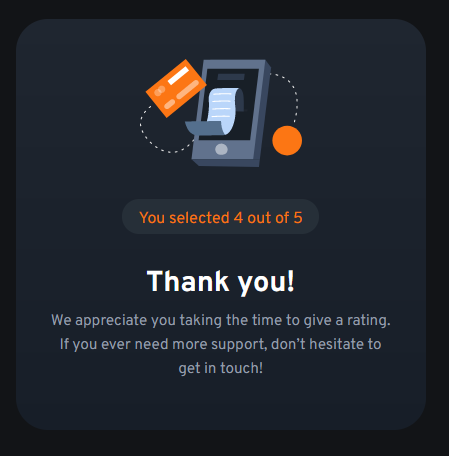 You selected 4 out of 5
Thank you!
We appreciate you taking the time to give a rating.
If you ever need more support, don’t hesitate to
get in touch!